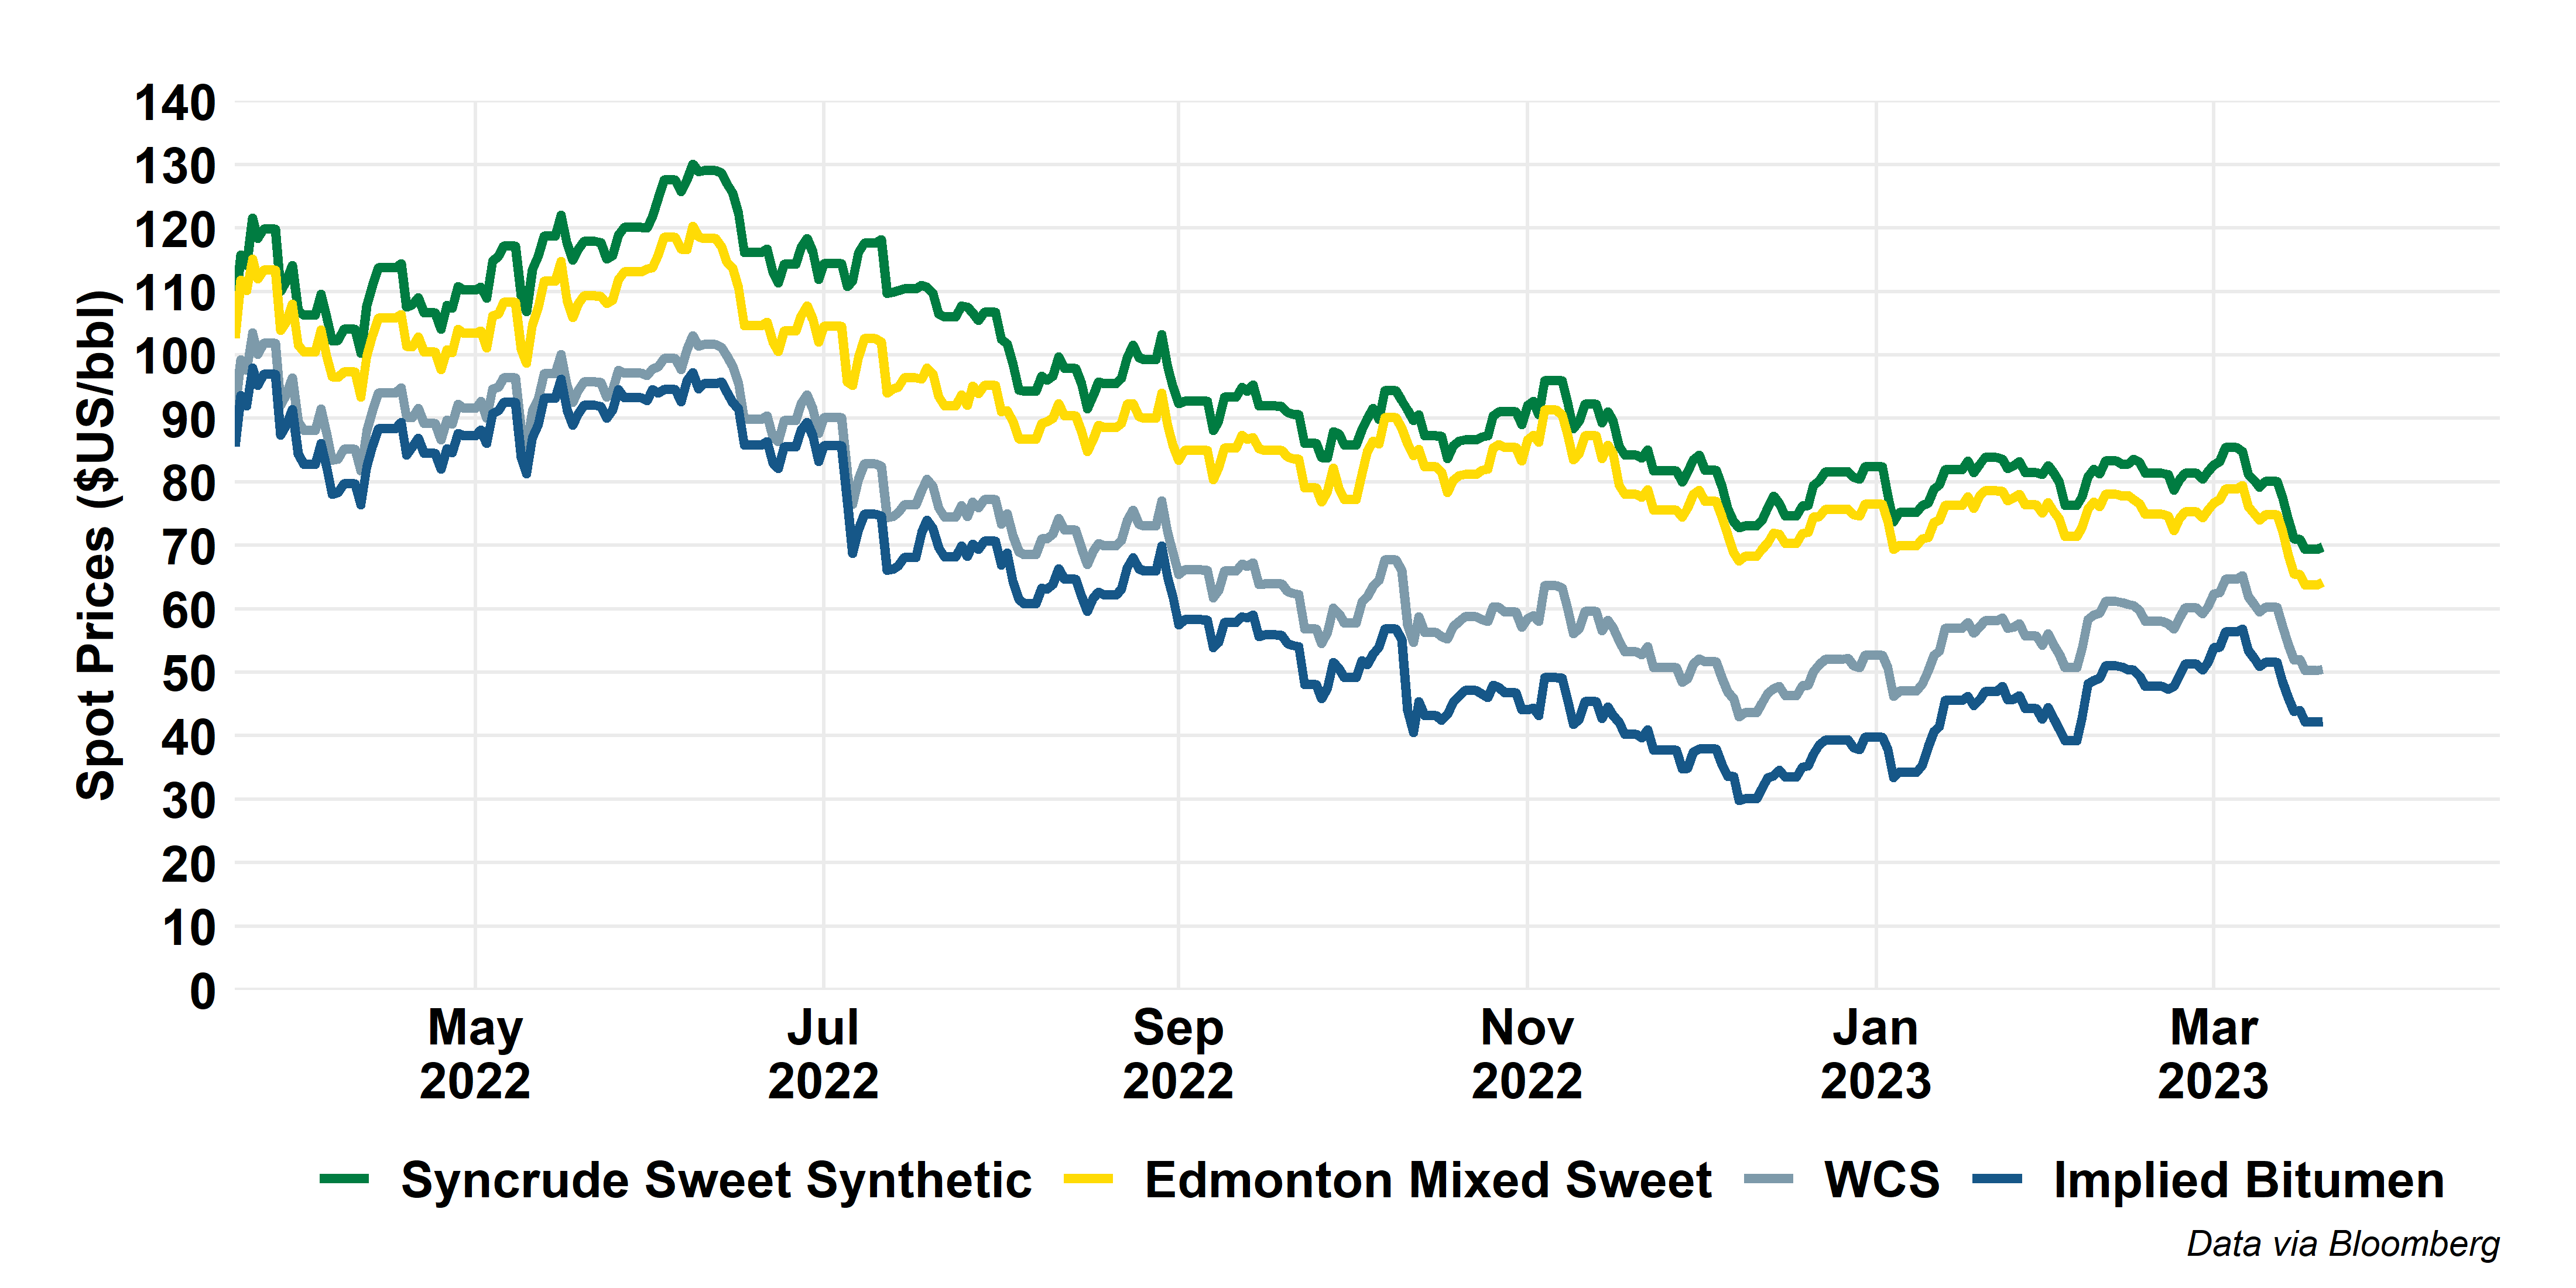 Spot Prices ($US/bbl)
140
130
120
110
100
90
80
70
60
50
40
30
20
10
0
May
2022
Jul
2022
Sep
2022
Nov
2022
Jan
2023
Mar
2023
Syncrude Sweet Synthetic
Edmonton Mixed Sweet
WCS
Implied Bitumen
Data via Bloomberg